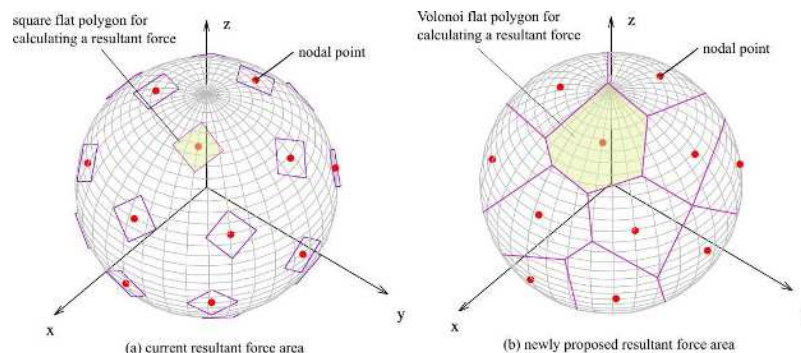 square flat polygon for
calculating a resultant force
z
nodal point
x
y
(a) current resultant force area
Volonoi flat polygon for
calculating a resultant force
z
nodal point
x
(b) newly proposed resultant force area